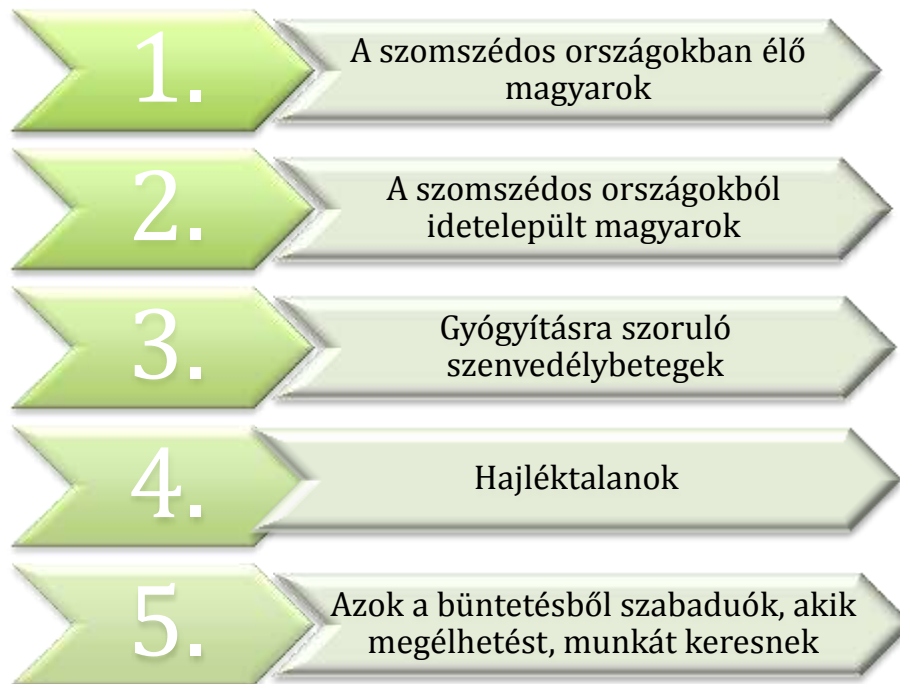 1.
A szomszédos országokban élő
magyarok
2.
A szomszédos országokból
idetelepült magyarok
3.
Gyógyításra szoruló
szenvedélybetegek
4.
Hajléktalanok
5.
Azok a büntetésből szabaduók, akik
megélhetést, munkát keresnek